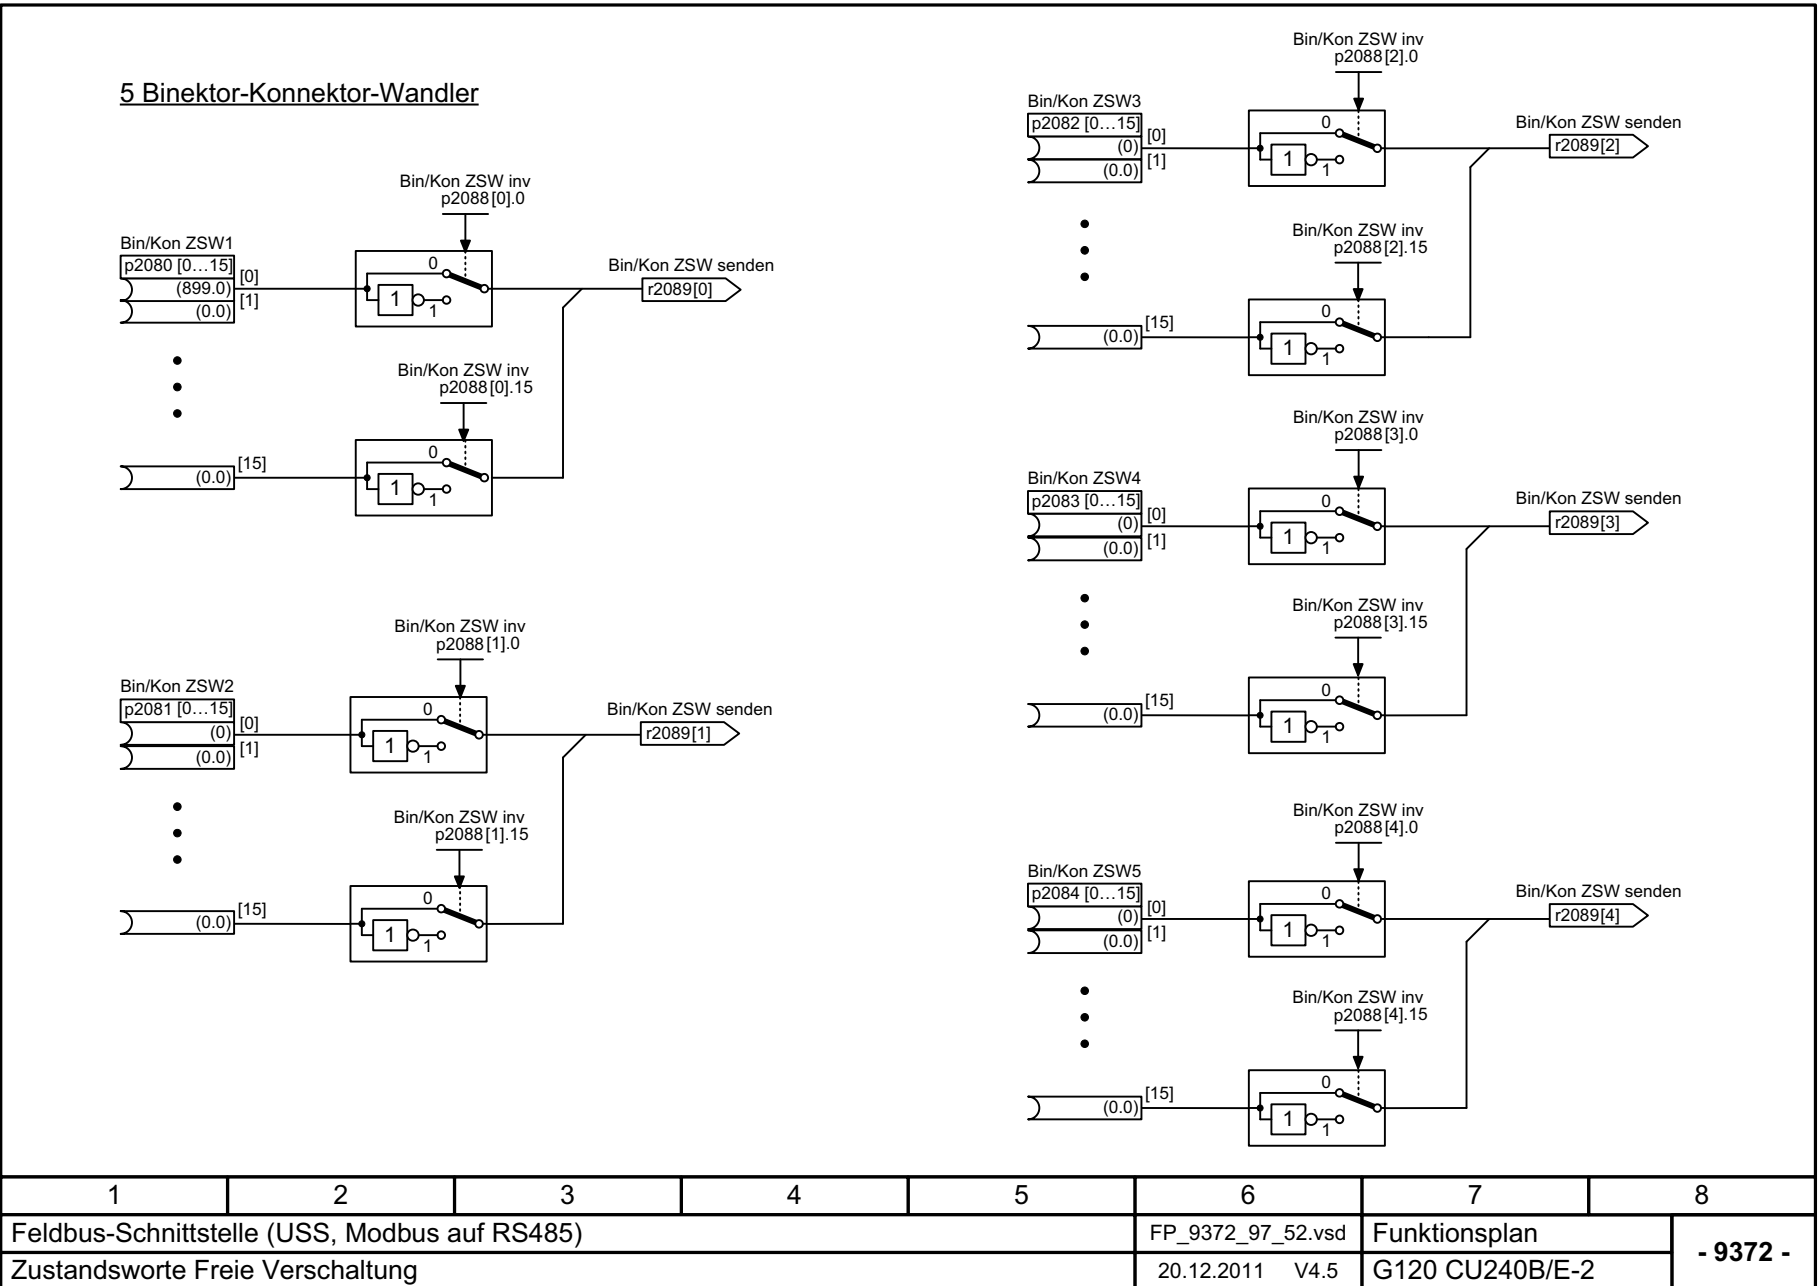 5 Binektor-Konnektor-Wandler
Bin/Kon ZSW inv
p2088[0].0
Bin/Kon ZSW1
p2080 [0…15]
(899.0)
[0]
(0.0)
[1]
0
1
1
Bin/Kon ZSW senden
r2089[0]
Bin/Kon ZSW inv
p2088[0].15
(0.0)
[15]
0
1
1
Bin/Kon ZSW inv
p2088[1].0
Bin/Kon ZSW2
p2081 [0…15]
(0)
[0]
(0.0)
[1]
0
1
1
Bin/Kon ZSW senden
r2089[1]
Bin/Kon ZSW inv
p2088[1].15
(0.0)
[15]
0
1
1
Bin/Kon ZSW inv
p2088[2].0
Bin/Kon ZSW3
p2082 [0…15]
(0)
[0]
(0.0)
[1]
0
1
1
Bin/Kon ZSW senden
r2089[2]
Bin/Kon ZSW inv
p2088[2].15
(0.0)
[15]
0
1
1
Bin/Kon ZSW inv
p2088[3].0
Bin/Kon ZSW4
p2083 [0…15]
(0)
[0]
(0.0)
[1]
0
1
1
Bin/Kon ZSW senden
r2089[3]
Bin/Kon ZSW inv
p2088[3].15
(0.0)
[15]
0
1
1
Bin/Kon ZSW inv
p2088[4].0
Bin/Kon ZSW5
p2084 [0…15]
(0)
[0]
(0.0)
[1]
0
1
1
Bin/Kon ZSW senden
r2089[4]
Bin/Kon ZSW inv
p2088[4].15
(0.0)
[15]
0
1
1
1 2 3 4 5 6 7 8
Feldbus-Schnittstelle (USS, Modbus auf RS485) FP_9372_97_52.vsd Funktionsplan
- 9372 -
Zustandsworte Freie Verschaltung 20.12.2011 V4.5 G120 CU240B/E-2